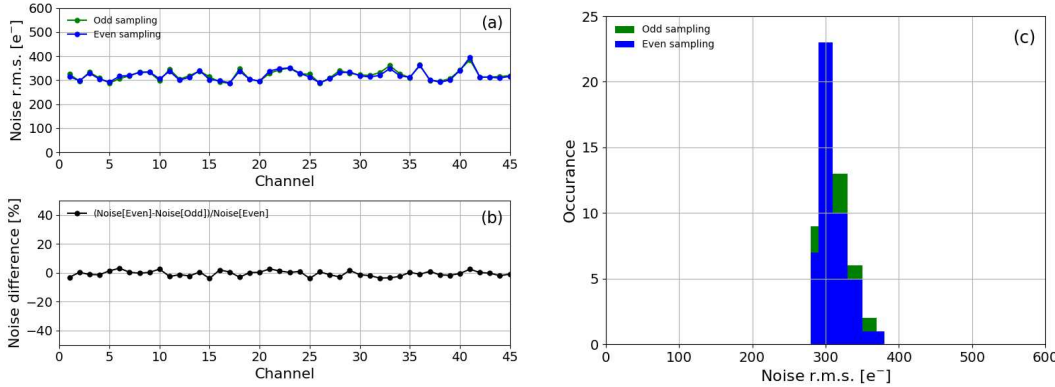 600
500
400
300
200
100
0
Noise r.m.s. [e⁻]
Odd sampling
Even sampling
(a)
0 5 10 15 20 25 30 35 40 45
Channel
40
20
0
−20
−40
Noise difference [%]
(Noise[Even]-Noise[Odd])/Noise[Even]
(b)
0 5 10 15 20 25 30 35 40 45
Channel
25
20
15
10
5
0
Occurance
Odd sampling
Even sampling
(c)
0 100 200 300 400 500 600
Noise r.m.s. [e⁻]